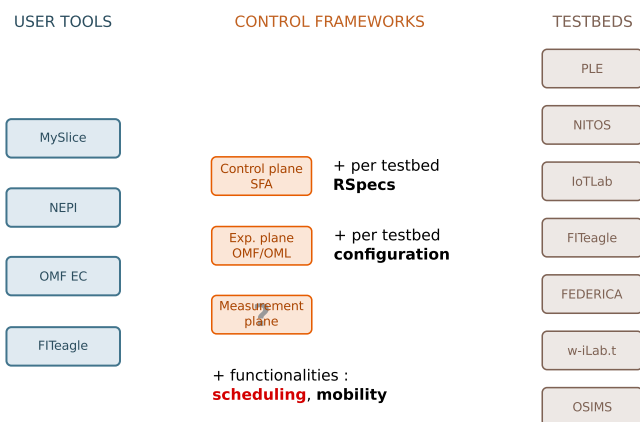 USER TOOLS
CONTROL FRAMEWORKS
TESTBEDS
MySlice
NEPI
OMF EC
FITeagle
Control plane
SFA
+ per testbed
RSpecs
Exp. plane
OMF/OML
+ per testbed
configuration
Measurement
plane
?
+ functionalities :
scheduling, mobility
PLE
NITOS
IoTLab
FITeagle
FEDERICA
w-iLab.t
OSIMS